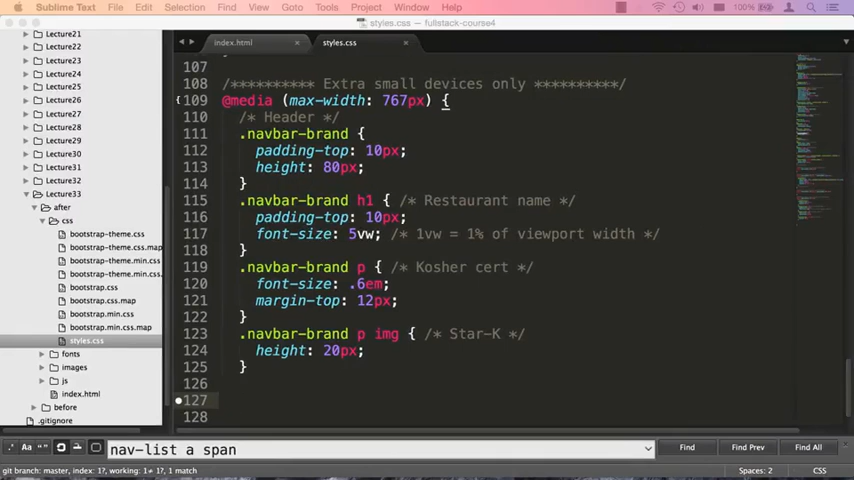 Sublime Text File Edit Selection Find View Goto Tools Project Window Help 100%
styles.css — fullstack-course4
Lecture21
Lecture22
Lecture23
Lecture24
Lecture25
Lecture26
Lecture27
Lecture28
Lecture29
Lecture30
Lecture31
Lecture32
Lecture33
after
css
bootstrap-theme.css
bootstrap-theme.css.map
bootstrap-theme.min.css
bootstrap-theme.min.css.
bootstrap.css
bootstrap.css.map
bootstrap.min.css
bootstrap.min.css.map
styles.css
fonts
images
js
index.html
before
.gitignore
index.html × styles.css ×
107
108 /********** Extra small devices only **********/
109 @media (max-width: 767px) {
110 /* Header */
111 .navbar-brand {
112 padding-top: 10px;
113 height: 80px;
114 }
115 .navbar-brand h1 { /* Restaurant name */
116 padding-top: 10px;
117 font-size: 5vw; /* 1vw = 1% of viewport width */
118 }
119 .navbar-brand p { /* Kosher cert */
120 font-size: .6em;
121 margin-top: 12px;
122 }
123 .navbar-brand p img { /* Star-K */
124 height: 20px;
125 }
126
127
128
.* Aa “” nav-list a span Find Find Prev Find All
git branch: master, index: 1?, working: 1≠ 1?, 1 match Spaces: 2 CSS